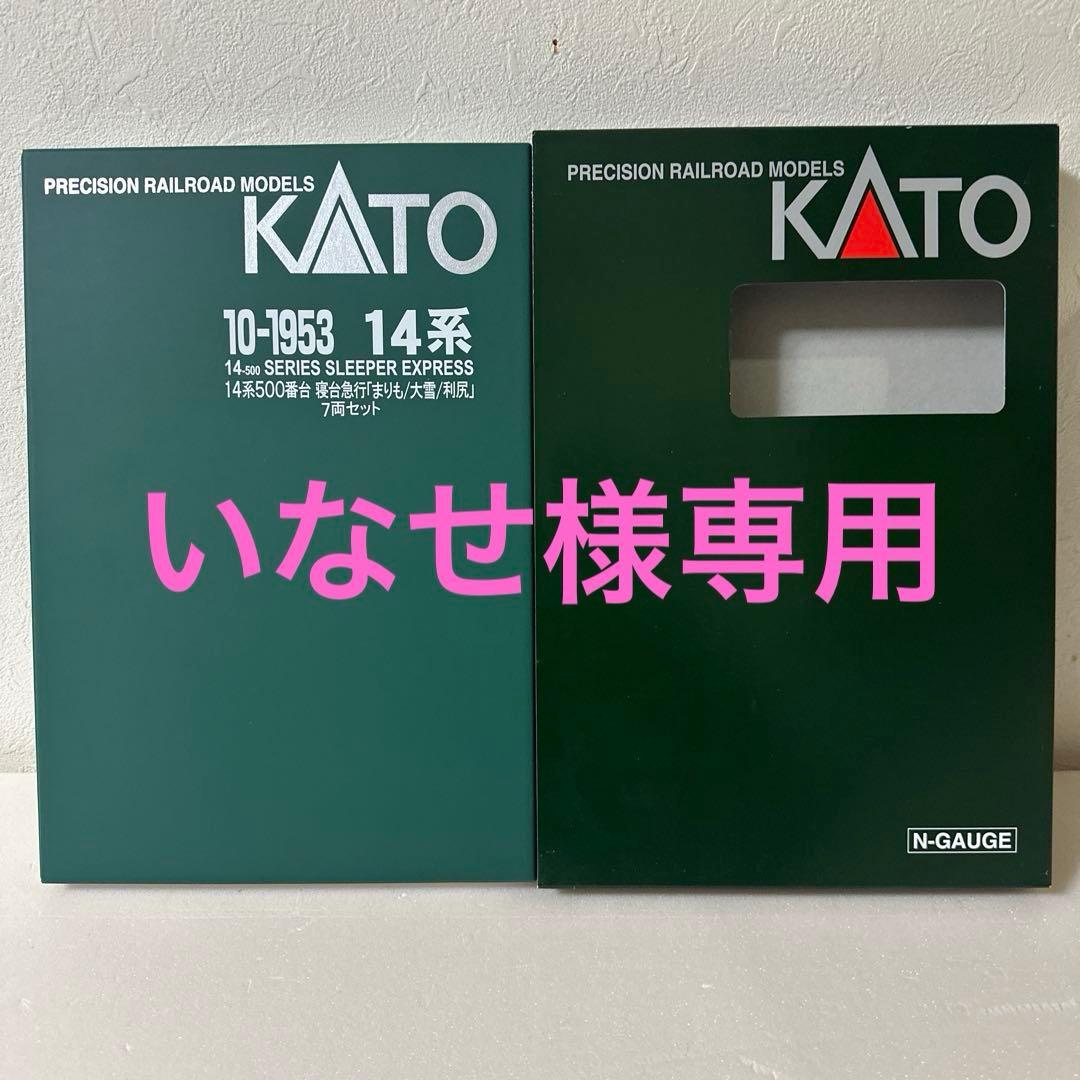 PRECISION RAILROAD MODELS
KATO
10-1953 14系
14-500 SERIES SLEEPER EXPRESS
14系500番台 寝台急行「まりも/大雪/利尻」
7両セット
PRECISION RAILROAD MODELS
KATO
いなせ様専用
N-GAUGE